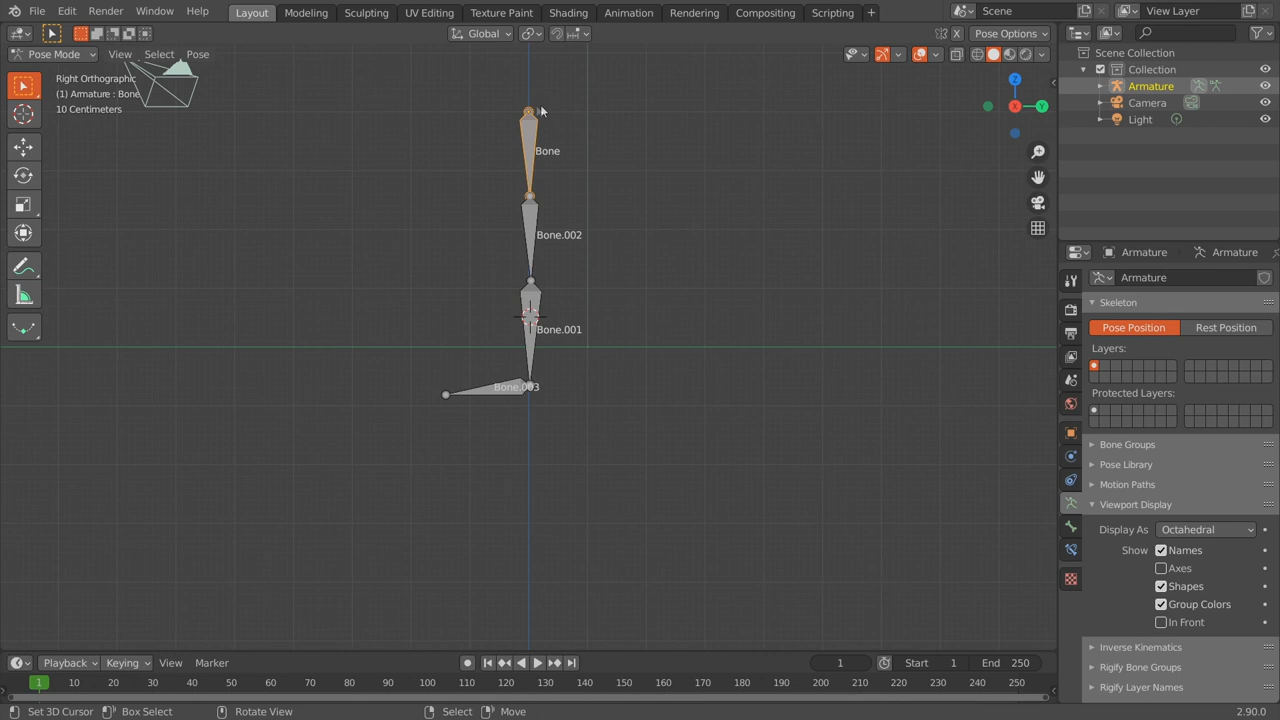 File Edit Render Window Help Layout Modeling Sculpting UV Editing Texture Paint Shading Animation Rendering Compositing Scripting + Scene View Layer
Global Pose Options
Pose Mode View Select Pose
Right Orthographic
(1) Armature : Bone
10 Centimeters
Bone
Bone.002
Bone.001
Bone.003
Z
X
Y
Scene Collection
Collection
Armature
Camera
Light
Armature Armature
Armature
Skeleton
Pose Position Rest Position
Layers:
Protected Layers:
Bone Groups
Pose Library
Motion Paths
Viewport Display
Display As Octahedral
Show Names
Axes
Shapes
Group Colors
In Front
Inverse Kinematics
Rigify Bone Groups
Rigify Layer Names
Playback Keying View Marker 1 Start 1 End 250
1 10 20 30 40 50 60 70 80 90 100 110 120 130 140 150 160 170 180 190 200 210 220 230 240 250
Set 3D Cursor Box Select Rotate View Select Move 2.90.0